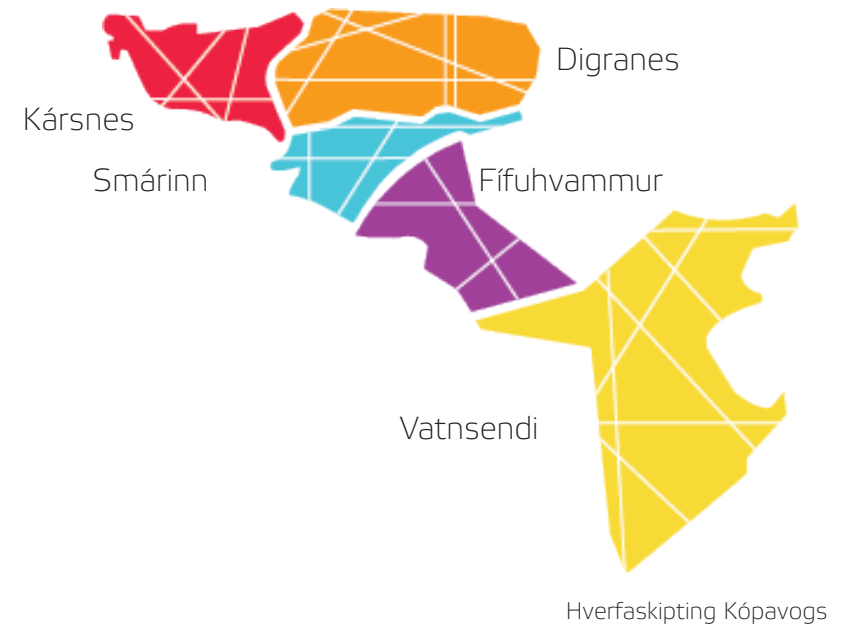 Digranes
Kársnes
Smárinn
Fífuhvammur
Vatnsendi
Hverfaskipting Kópavogs